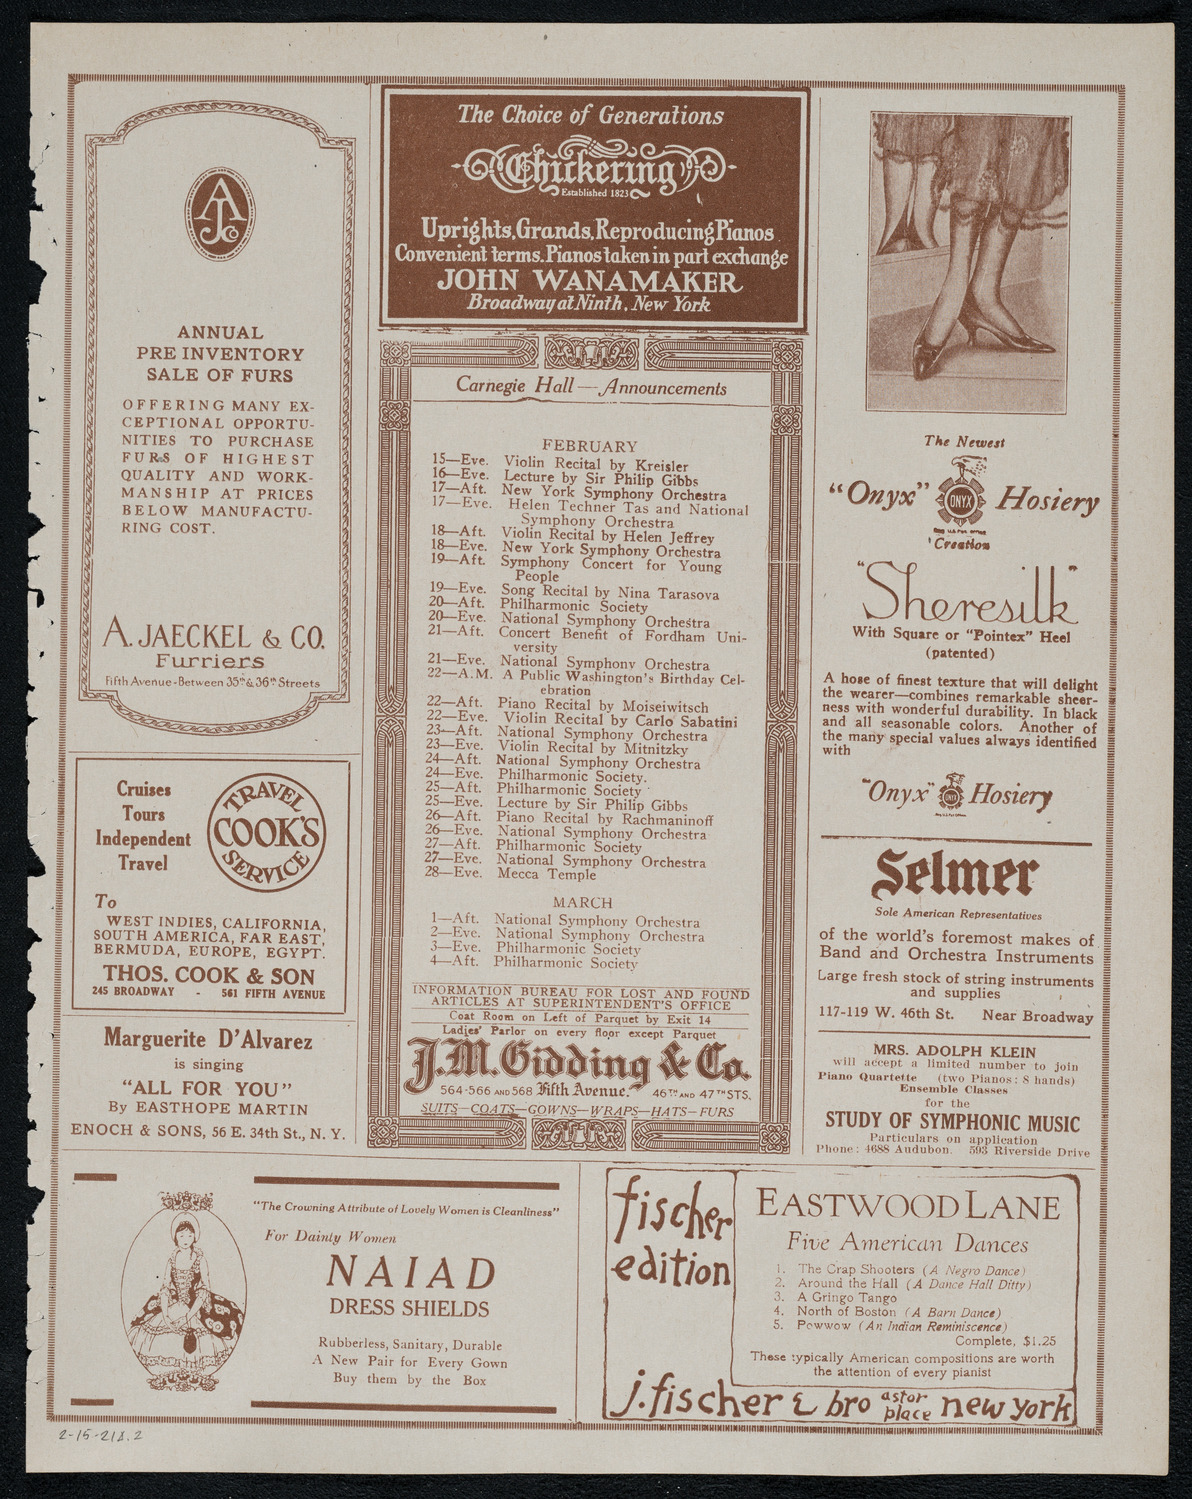 AJCo
ANNUAL
PRE INVENTORY
SALE OF FURS
OFFERING MANY EX-
CEPTIONAL OPPORTU-
NITIES TO PURCHASE
FURS OF HIGHEST
QUALITY AND WORK-
MANSHIP AT PRICES
BELOW MANUFACTU-
RING COST.
A. JAECKEL & CO.
Furriers
Fifth Avenue-Between 35th & 36th Streets
Cruises
Tours
Independent
Travel
TRAVEL
COOK'S
SERVICE
To
WEST INDIES, CALIFORNIA,
SOUTH AMERICA, FAR EAST,
BERMUDA, EUROPE, EGYPT.
THOS. COOK & SON
245 BROADWAY - 561 FIFTH AVENUE
Marguerite D'Alvarez
is singing
"ALL FOR YOU"
By EASTHOPE MARTIN
ENOCH & SONS, 56 E. 34th St., N. Y.
The Choice of Generations
Chickering
Established 1823
Uprights, Grands, Reproducing Pianos
Convenient terms. Pianos taken in part exchange
JOHN WANAMAKER
Broadway at Ninth, New York
Carnegie Hall — Announcements
FEBRUARY
15—Eve. Violin Recital by Kreisler
16—Eve. Lecture by Sir Philip Gibbs
17—Aft. New York Symphony Orchestra
17—Eve. Helen Techner Tas and National
Symphony Orchestra
18—Aft. Violin Recital by Helen Jeffrey
18—Eve. New York Symphony Orchestra
19—Aft. Symphony Concert for Young
People
19—Eve. Song Recital by Nina Tarasova
20—Aft. Philharmonic Society
20—Eve. National Symphony Orchestra
21—Aft. Concert Benefit of Fordham Uni-
versity
21—Eve. National Symphony Orchestra
22—A.M. A Public Washington's Birthday Cel-
ebration
22—Aft. Piano Recital by Moiseiwitsch
22—Eve. Violin Recital by Carlo Sabatini
23—Aft. National Symphony Orchestra
23—Eve. Violin Recital by Mitnitzky
24—Aft. National Symphony Orchestra
24—Eve. Philharmonic Society.
25—Aft. Philharmonic Society
25—Eve. Lecture by Sir Philip Gibbs
26—Aft. Piano Recital by Rachmaninoff
26—Eve. National Symphony Orchestra
27—Aft. Philharmonic Society
27—Eve. National Symphony Orchestra
28—Eve. Mecca Temple
MARCH
1—Aft. National Symphony Orchestra
2—Eve. National Symphony Orchestra
3—Eve. Philharmonic Society
4—Aft. Philharmonic Society
INFORMATION BUREAU FOR LOST AND FOUND
ARTICLES AT SUPERINTENDENT'S OFFICE
Coat Room on Left of Parquet by Exit 14
Ladies' Parlor on every floor except Parquet
J.M. Gidding & Co.
564-566 AND 568 Fifth Avenue. 46TH AND 47TH STS.
SUITS—COATS—GOWNS—WRAPS—HATS—FURS
The Newest
"Onyx" ONYX Hosiery
Creation
"Sheresilk"
With Square or "Pointex" Heel
(patented)
A hose of finest texture that will delight
the wearer—combines remarkable sheer-
ness with wonderful durability. In black
and all seasonable colors. Another of
the many special values always identified
with
"Onyx" Hosiery
Selmer
Sole American Representatives
of the world's foremost makes of
Band and Orchestra Instruments
Large fresh stock of string instruments
and supplies
117-119 W. 46th St. Near Broadway
MRS. ADOLPH KLEIN
will accept a limited number to join
Piano Quartette (two Pianos: 8 hands)
Ensemble Classes
for the
STUDY OF SYMPHONIC MUSIC
Particulars on application
Phone: 4688 Audubon. 593 Riverside Drive
"The Crowning Attribute of Lovely Women is Cleanliness"
For Dainty Women
NAIAD
DRESS SHIELDS
Rubberless, Sanitary, Durable
A New Pair for Every Gown
Buy them by the Box
fischer
edition
EASTWOOD LANE
Five American Dances
1. The Crap Shooters (A Negro Dance)
2. Around the Hall (A Dance Hall Ditty)
3. A Gringo Tango
4. North of Boston (A Barn Dance)
5. Powwow (An Indian Reminiscence)
Complete, $1.25
These typically American compositions are worth
the attention of every pianist
j. fischer & bro astor place new york
2-15-21